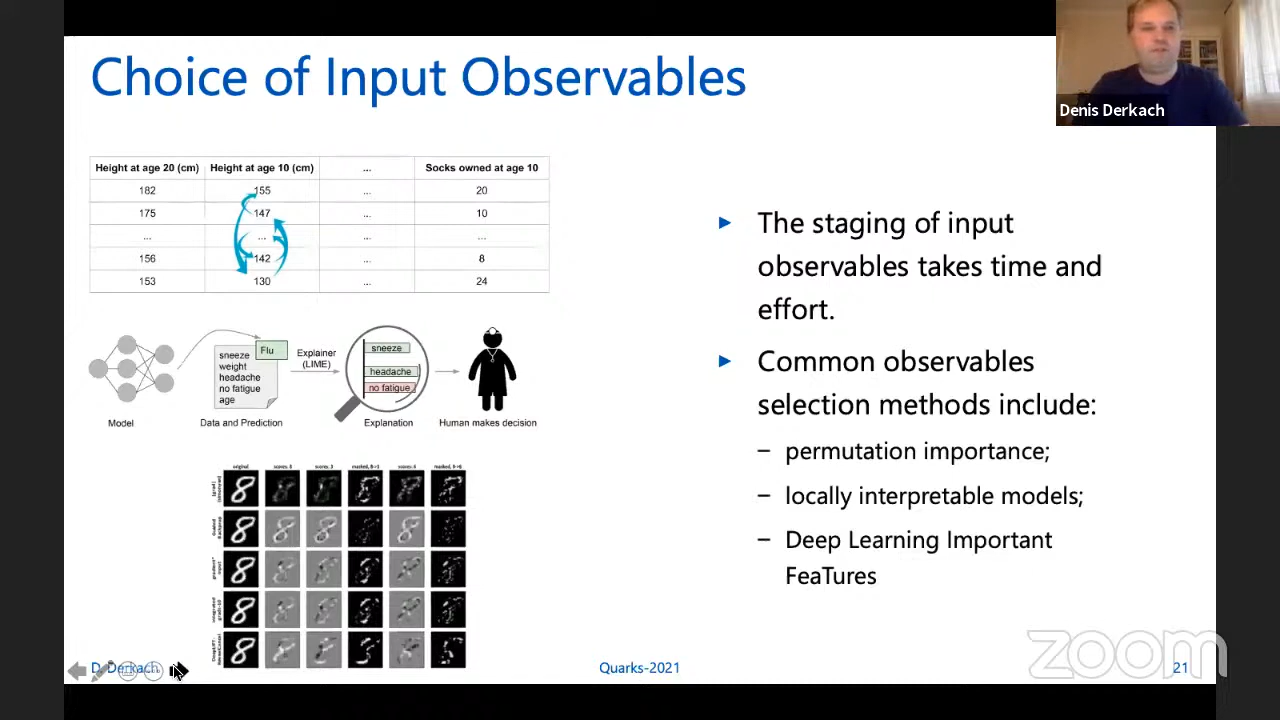 Choice of Input Observables
Denis Derkach
Height at age 20 (cm) Height at age 10 (cm) ... Socks owned at age 10
182 155 ... 20
175 147 ... 10
... ... ... ...
156 142 ... 8
153 130 ... 24
The staging of input
observables takes time and
effort.
Common observables
selection methods include:
– permutation importance;
– locally interpretable models;
– Deep Learning Important
FeaTures
Flu
sneeze
weight
headache
no fatigue
age
Explainer
(LIME)
sneeze
headache
no fatigue
Model
Data and Prediction
Explanation
Human makes decision
original
D. Derkach
Quarks-2021
21
zoom